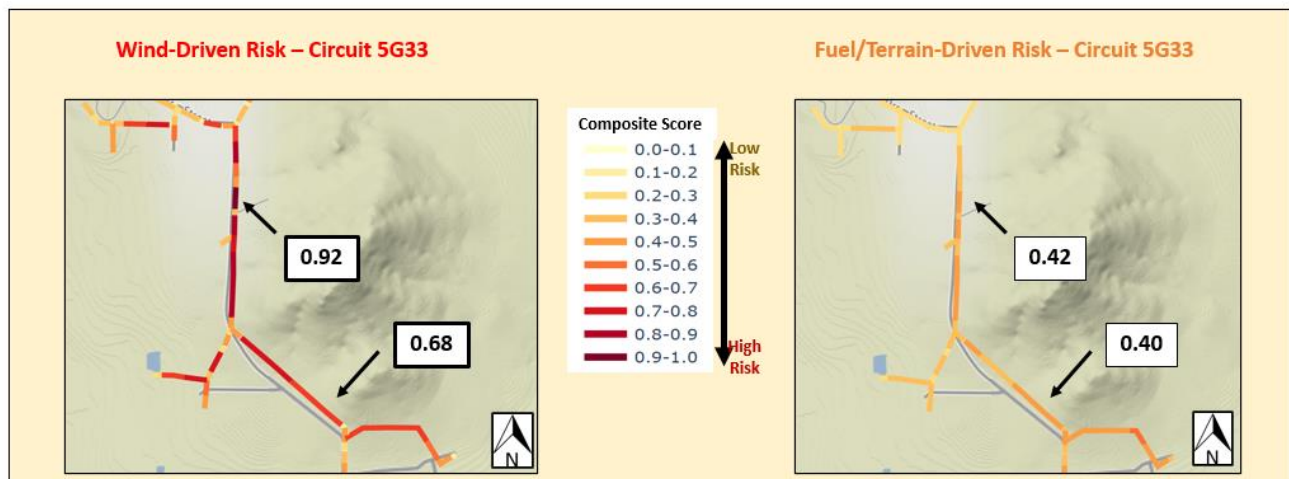 Wind-Driven Risk – Circuit 5G33
Fuel/Terrain-Driven Risk – Circuit 5G33
0.92
0.68
N
Composite Score
0.0-0.1
0.1-0.2
0.2-0.3
0.3-0.4
0.4-0.5
0.5-0.6
0.6-0.7
0.7-0.8
0.8-0.9
0.9-1.0
Low
Risk
High
Risk
0.42
0.40
N